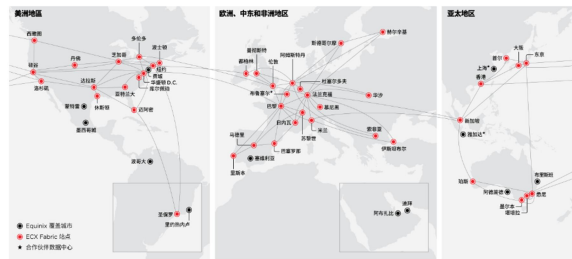 美洲地区
西雅图
硅谷
洛杉矶
丹佛
芝加哥
多伦多
波士顿
纽约
费城
华盛顿 D.C.
库尔佩珀
达拉斯
亚特兰大
休斯顿
迈阿密
蒙特雷
墨西哥城
波哥大
圣保罗
里约热内卢
Equinix 覆盖城市
ECX Fabric 站点
合作伙伴数据中心
欧洲、中东和非洲地区
曼彻斯特
都柏林
伦敦
阿姆斯特丹
斯德哥尔摩
赫尔辛基
布鲁塞尔*
杜塞尔多夫
法兰克福
华沙
巴黎
慕尼黑
日内瓦
米兰
苏黎世
索菲亚
伊斯坦布尔
马德里
巴塞罗那
塞维利亚
里斯本
迪拜
阿布扎比
亚太地区
首尔
大阪
东京
上海*
香港
新加坡
雅加达*
珀斯
阿德莱德
布里斯班
悉尼
墨尔本
堪培拉